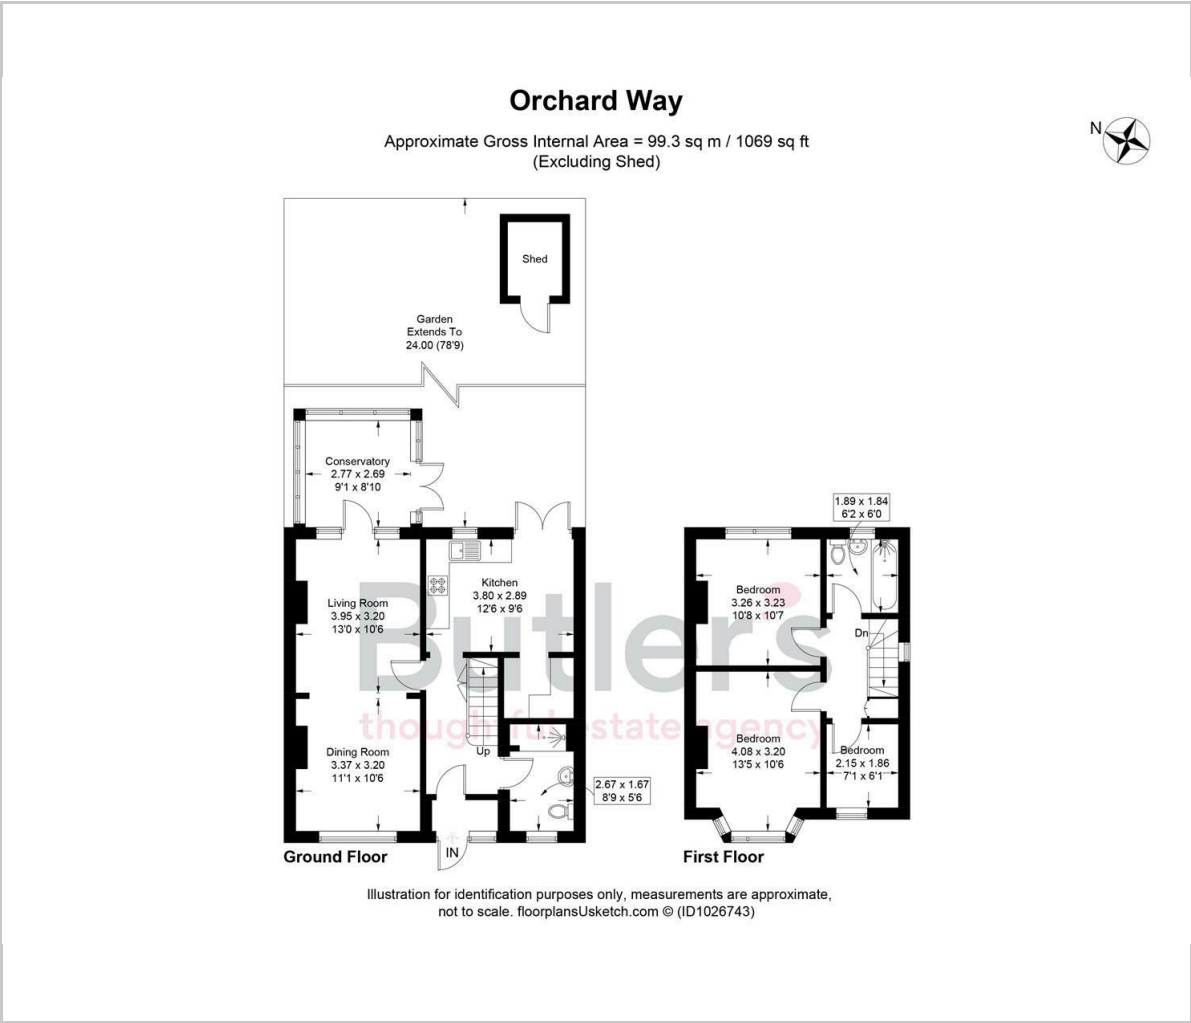 Orchard Way
Approximate Gross Internal Area = 99.3 sq m / 1069 sq ft
(Excluding Shed)
N
Shed
Garden
Extends To
24.00 (78'9)
Conservatory
2.77 x 2.69
9'1 x 8'10
Living Room
3.95 x 3.20
13'0 x 10'6
Kitchen
3.80 x 2.89
12'6 x 9'6
Dining Room
3.37 x 3.20
11'1 x 10'6
Up
2.67 x 1.67
8'9 x 5'6
IN
Ground Floor
1.89 x 1.84
6'2 x 6'0
Bedroom
3.26 x 3.23
10'8 x 10'7
Dn
Bedroom
4.08 x 3.20
13'5 x 10'6
Bedroom
2.15 x 1.86
7'1 x 6'1
First Floor
Butler's
thoughtful estate agency
Illustration for identification purposes only, measurements are approximate,
not to scale. floorplansUsketch.com © (ID1026743)